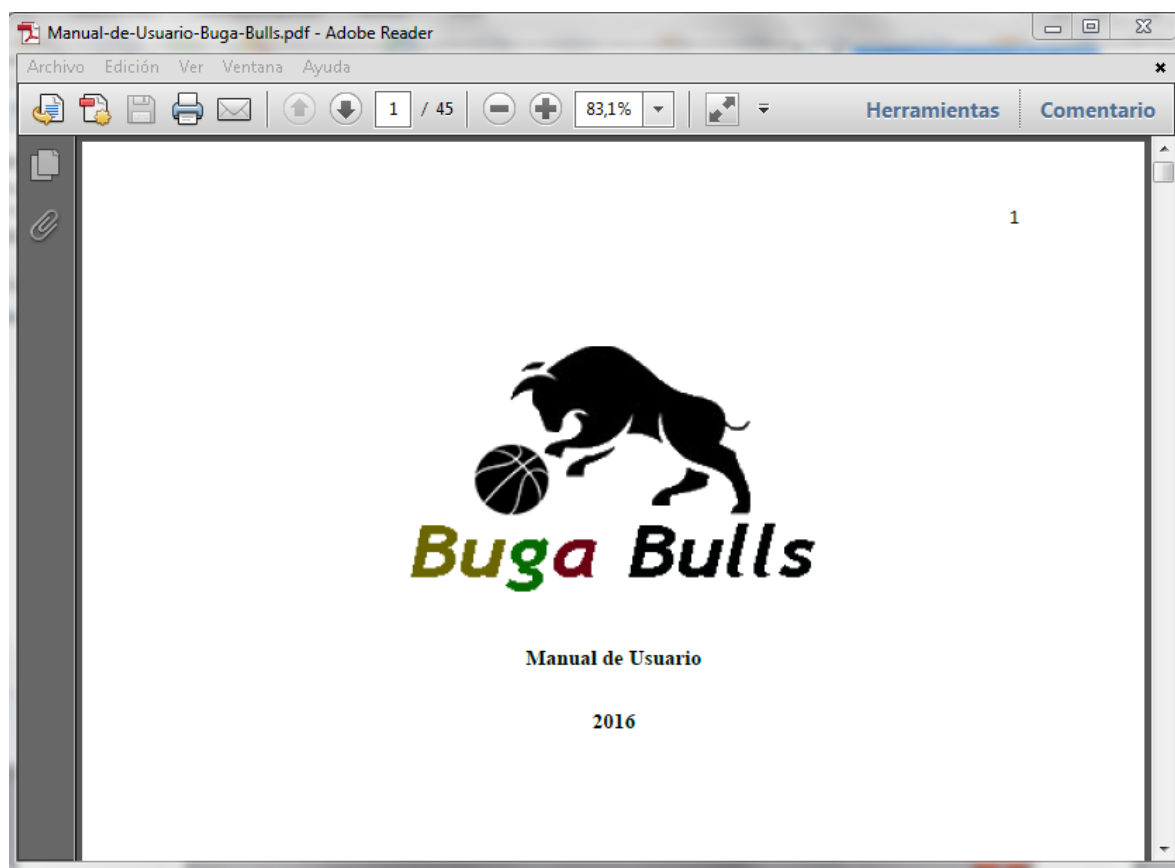 Manual-de-Usuario-Buga-Bulls.pdf - Adobe Reader
Archivo Edición Ver Ventana Ayuda
1 / 45 83,1% Herramientas Comentario
1
Buga Bulls
Manual de Usuario
2016